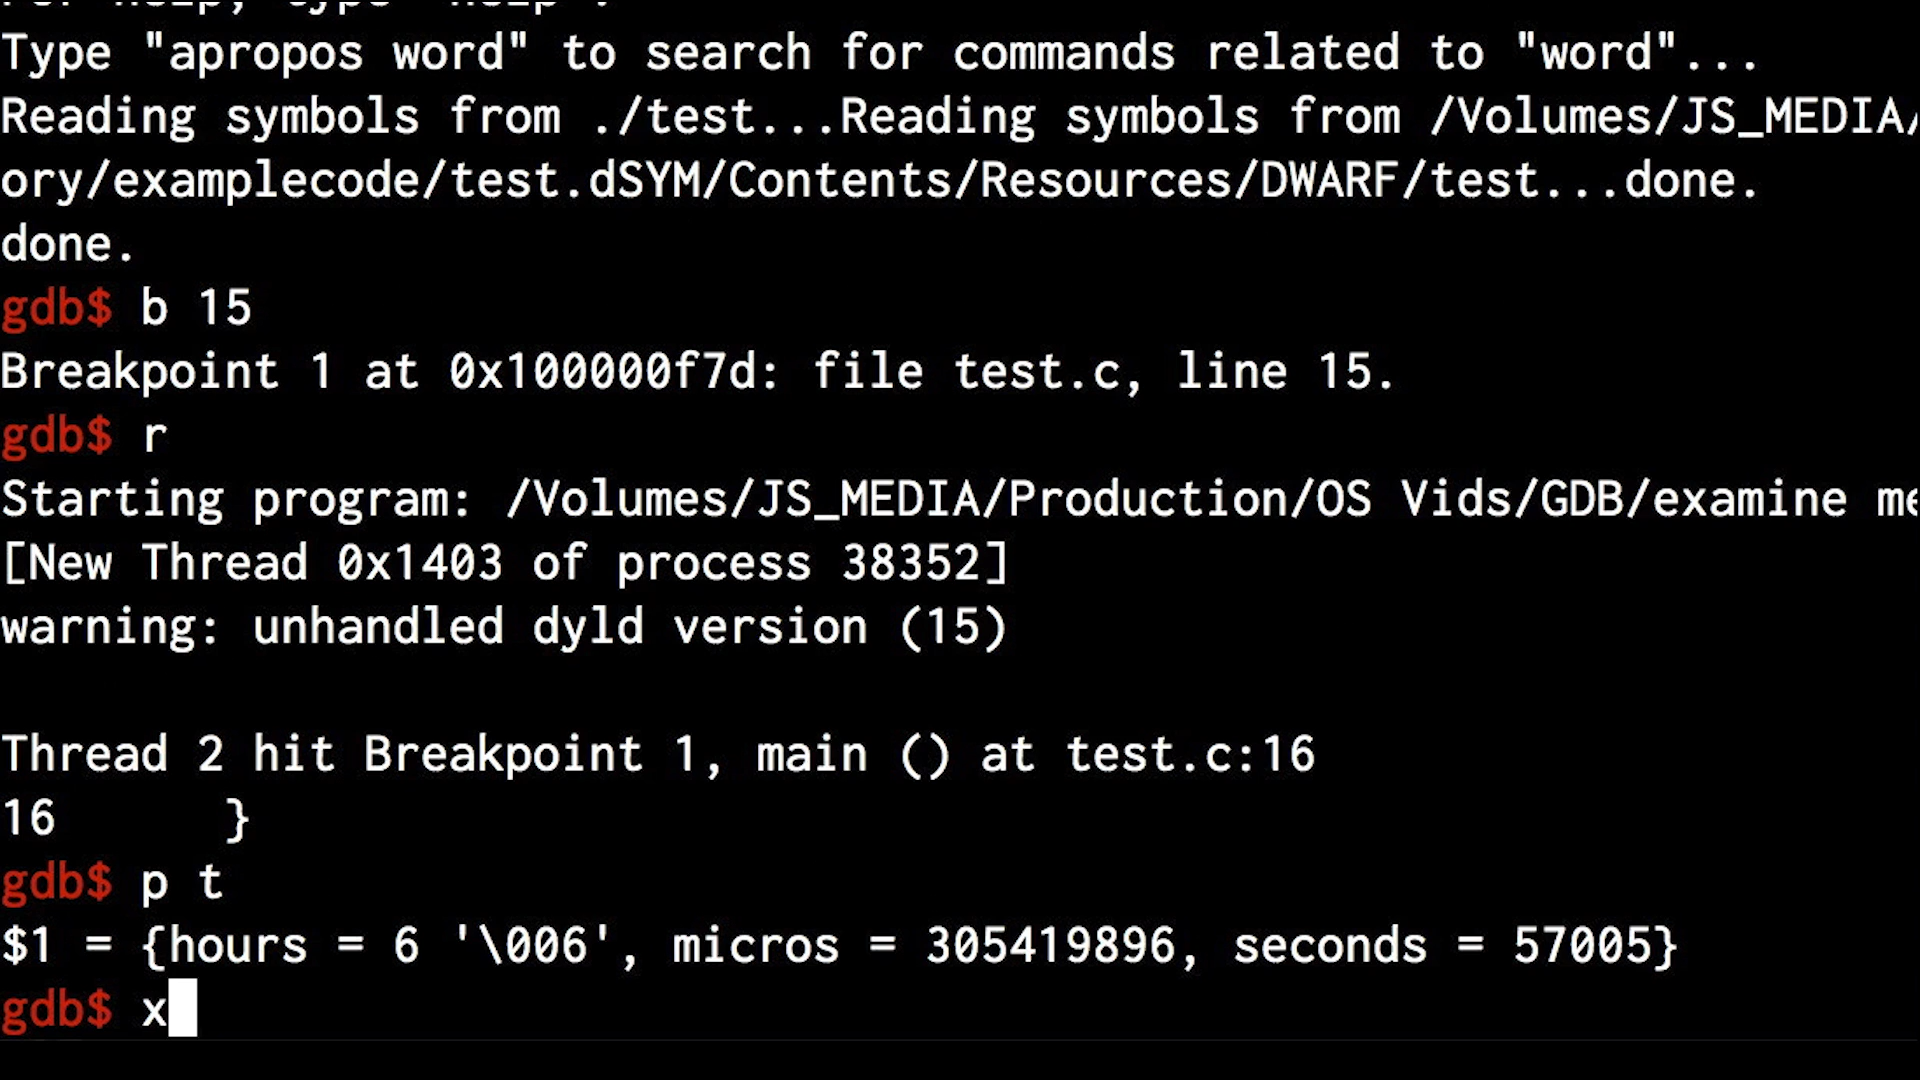 For help, type "help".
Type "apropos word" to search for commands related to "word"...
Reading symbols from ./test...Reading symbols from /Volumes/JS_MEDIA/
ory/examplecode/test.dSYM/Contents/Resources/DWARF/test...done.
done.
gdb$ b 15
Breakpoint 1 at 0x100000f7d: file test.c, line 15.
gdb$ r
Starting program: /Volumes/JS_MEDIA/Production/OS Vids/GDB/examine me
[New Thread 0x1403 of process 38352]
warning: unhandled dyld version (15)
Thread 2 hit Breakpoint 1, main () at test.c:16
16 }
gdb$ p t
$1 = {hours = 6 '\006', micros = 305419896, seconds = 57005}
gdb$ x